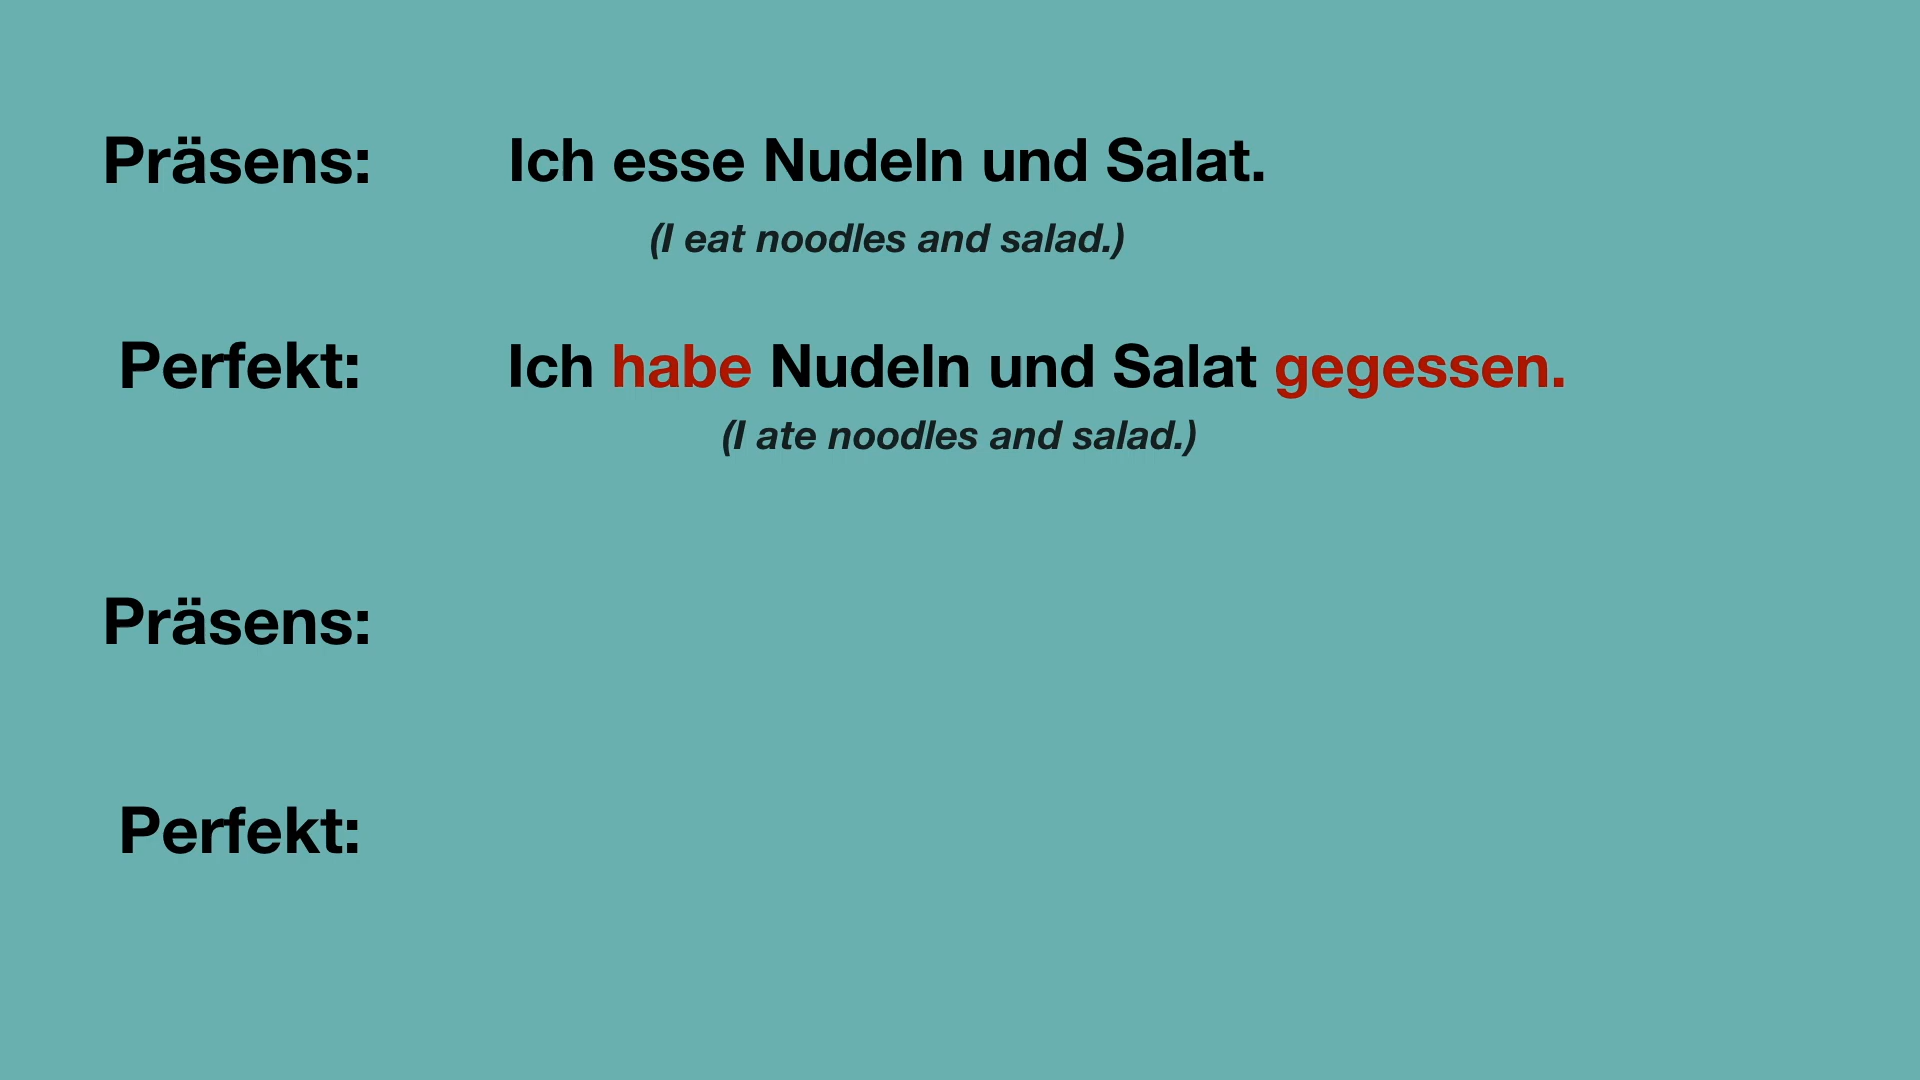 Präsens: Ich esse Nudeln und Salat.
(I eat noodles and salad.)
Perfekt: Ich habe Nudeln und Salat gegessen.
(I ate noodles and salad.)
Präsens:
Perfekt: